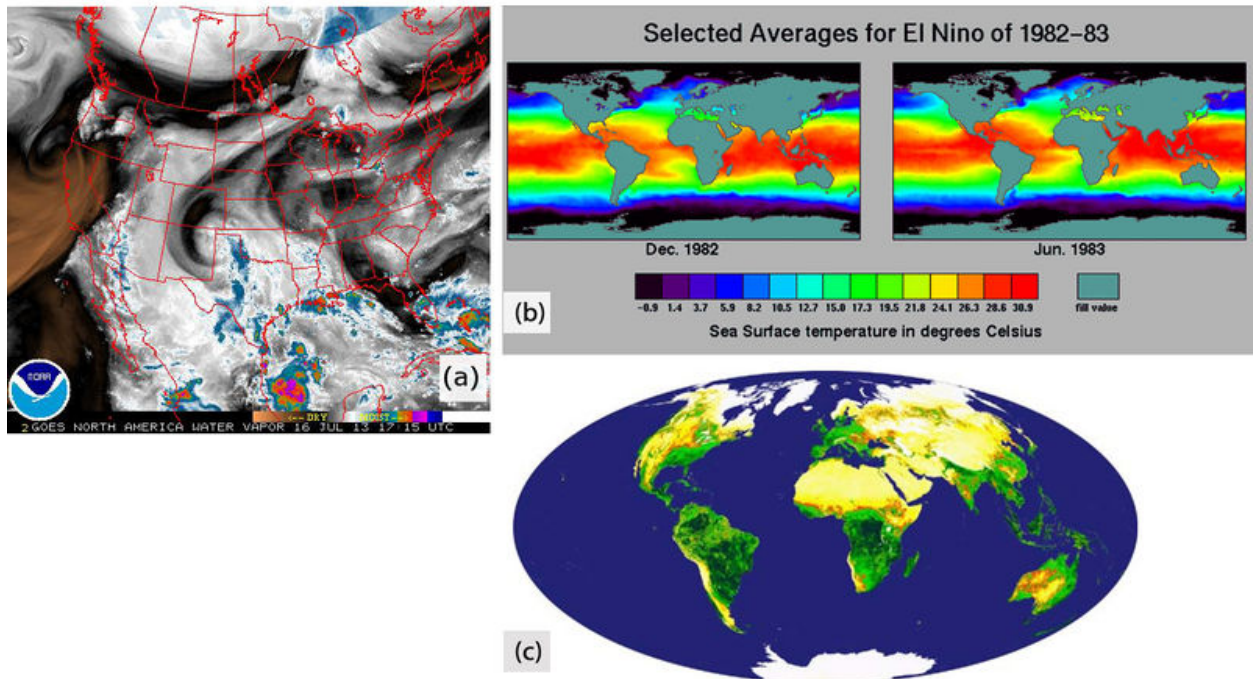 NOAA
(a)
<-- DRY MOIST-->
2 GOES NORTH AMERICA WATER VAPOR 16 JUL 13 17:15 UTC
Selected Averages for El Nino of 1982-83
Dec. 1982 Jun. 1983
-0.9 1.4 3.7 5.9 8.2 10.5 12.7 15.0 17.3 19.5 21.8 24.1 26.3 28.6 30.9 fill value
Sea Surface temperature in degrees Celsius
(b)
(c)